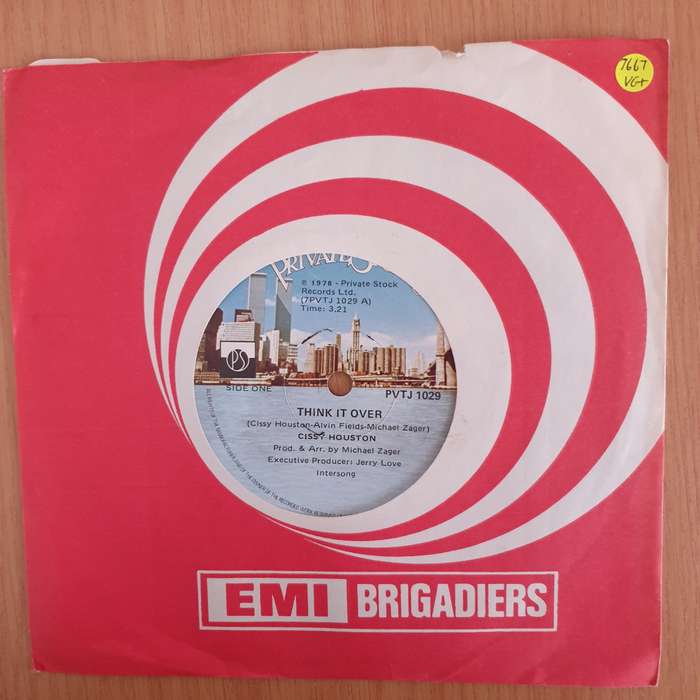 7667
VG+
PRIVATE S
℗ 1978 - Private Stock
Records Ltd.
(7PVTJ 1029 A)
Time: 3.21
PS
SIDE ONE
PVTJ 1029
THINK IT OVER
(Cissy Houston-Alvin Fields-Michael Zager)
CISSY HOUSTON
Prod. & Arr. by Michael Zager
Executive Producer: Jerry Love
Intersong
EMI BRIGADIERS